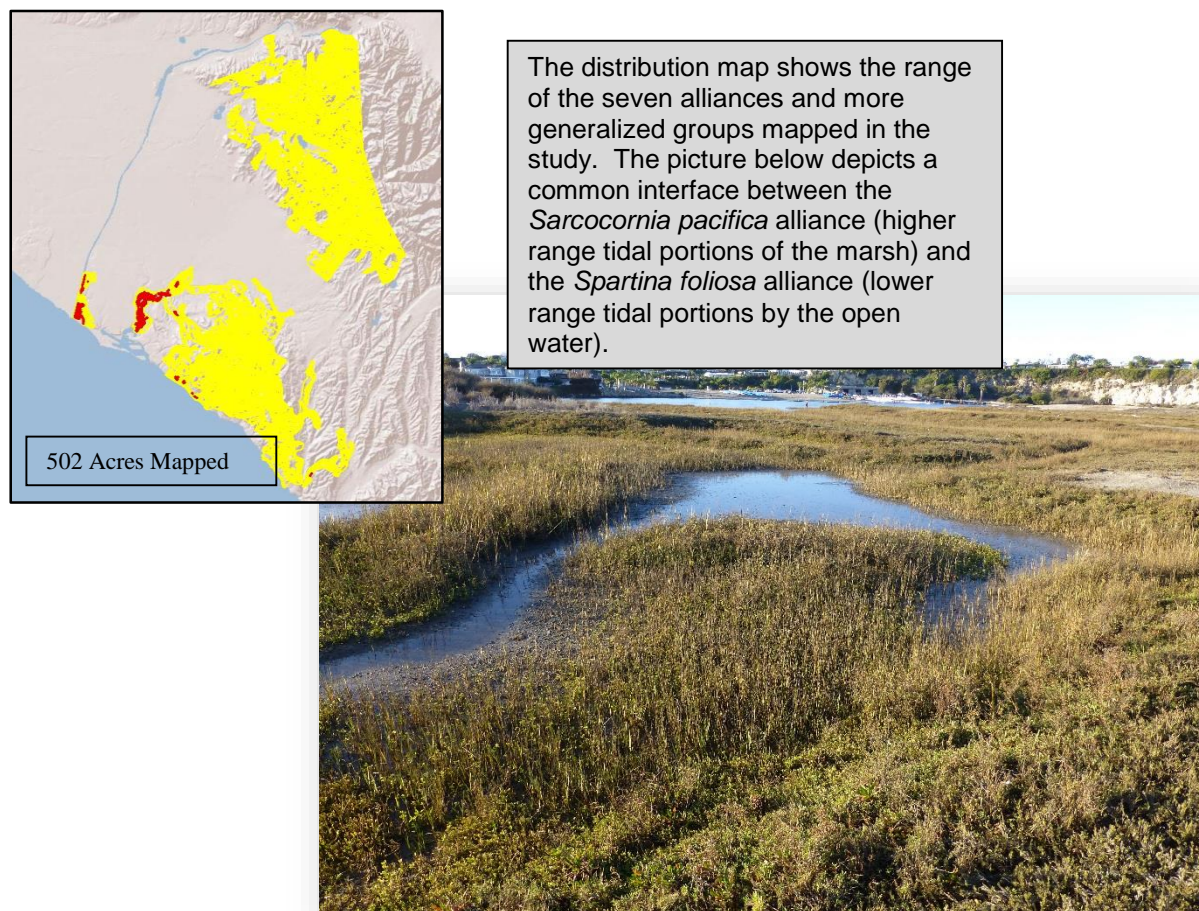 The distribution map shows the range
of the seven alliances and more
generalized groups mapped in the
study.  The picture below depicts a
common interface between the
Sarcocornia pacifica alliance (higher
range tidal portions of the marsh) and
the Spartina foliosa alliance (lower
range tidal portions by the open
water).
502 Acres Mapped